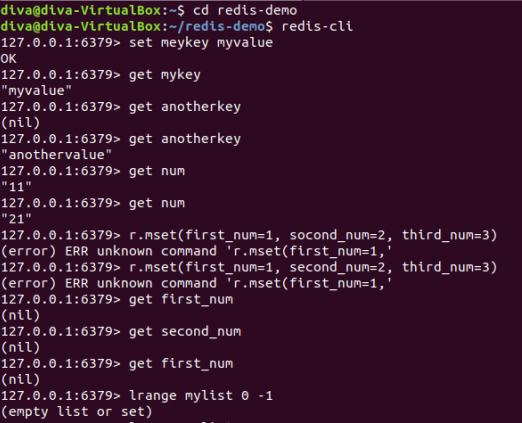 diva@diva-VirtualBox:~$ cd redis-demo
diva@diva-VirtualBox:~/redis-demo$ redis-cli
127.0.0.1:6379> set meykey myvalue
OK
127.0.0.1:6379> get mykey
"myvalue"
127.0.0.1:6379> get anotherkey
(nil)
127.0.0.1:6379> get anotherkey
"anothervalue"
127.0.0.1:6379> get num
"11"
127.0.0.1:6379> get num
"21"
127.0.0.1:6379> r.mset(first_num=1, socond_num=2, third_num=3)
(error) ERR unknown command 'r.mset(first_num=1,'
127.0.0.1:6379> r.mset(first_num=1, second_num=2, third_num=3)
(error) ERR unknown command 'r.mset(first_num=1,'
127.0.0.1:6379> get first_num
(nil)
127.0.0.1:6379> get second_num
(nil)
127.0.0.1:6379> get first_num
(nil)
127.0.0.1:6379> lrange mylist 0 -1
(empty list or set)